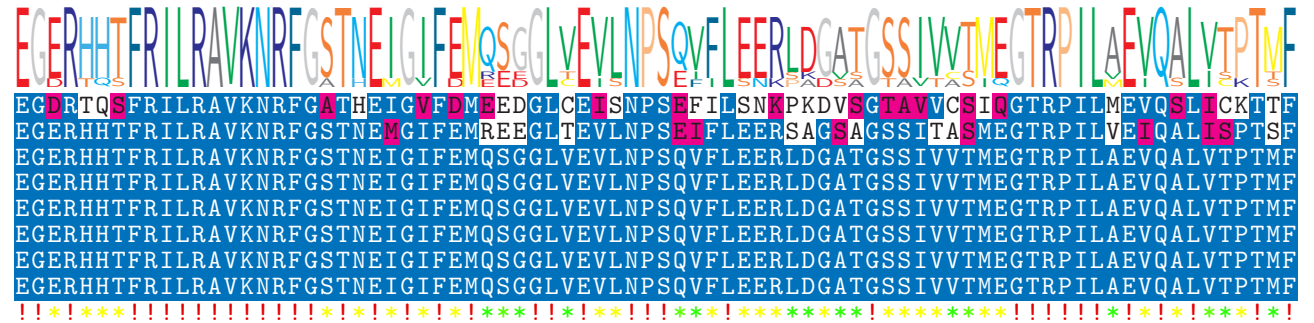 EGERHHTFRILRAVKNRFGSTNEIGIFEMQSGGLVEVLNPSQVFLEERLDGATGSSIVVTMEGTRPILAEVQALVTPTMF
EGDRTQSFRILRAVKNRFGATHEIGVFDMEEDGLCEISNPSEFILSNKPKDVSGTAVVCSIQGTRPILMEVQSLICKTTF
EGERHHTFRILRAVKNRFGSTNEMGIFEMREEGLTEVLNPSEIFLEERSAGSAGSSITASMEGTRPILVEIQALISPTSF
EGERHHTFRILRAVKNRFGSTNEIGIFEMQSGGLVEVLNPSQVFLEERLDGATGSSIVVTMEGTRPILAEVQALVTPTMF
EGERHHTFRILRAVKNRFGSTNEIGIFEMQSGGLVEVLNPSQVFLEERLDGATGSSIVVTMEGTRPILAEVQALVTPTMF
EGERHHTFRILRAVKNRFGSTNEIGIFEMQSGGLVEVLNPSQVFLEERLDGATGSSIVVTMEGTRPILAEVQALVTPTMF
EGERHHTFRILRAVKNRFGSTNEIGIFEMQSGGLVEVLNPSQVFLEERLDGATGSSIVVTMEGTRPILAEVQALVTPTMF
EGERHHTFRILRAVKNRFGSTNEIGIFEMQSGGLVEVLNPSQVFLEERLDGATGSSIVVTMEGTRPILAEVQALVTPTMF
EGERHHTFRILRAVKNRFGSTNEIGIFEMQSGGLVEVLNPSQVFLEERLDGATGSSIVVTMEGTRPILAEVQALVTPTMF
!!*!***!!!!!!!!!!!!*!*!*!*!*!***!!*!**!!!***!********!********!!!!!!*!*!*!***!*!